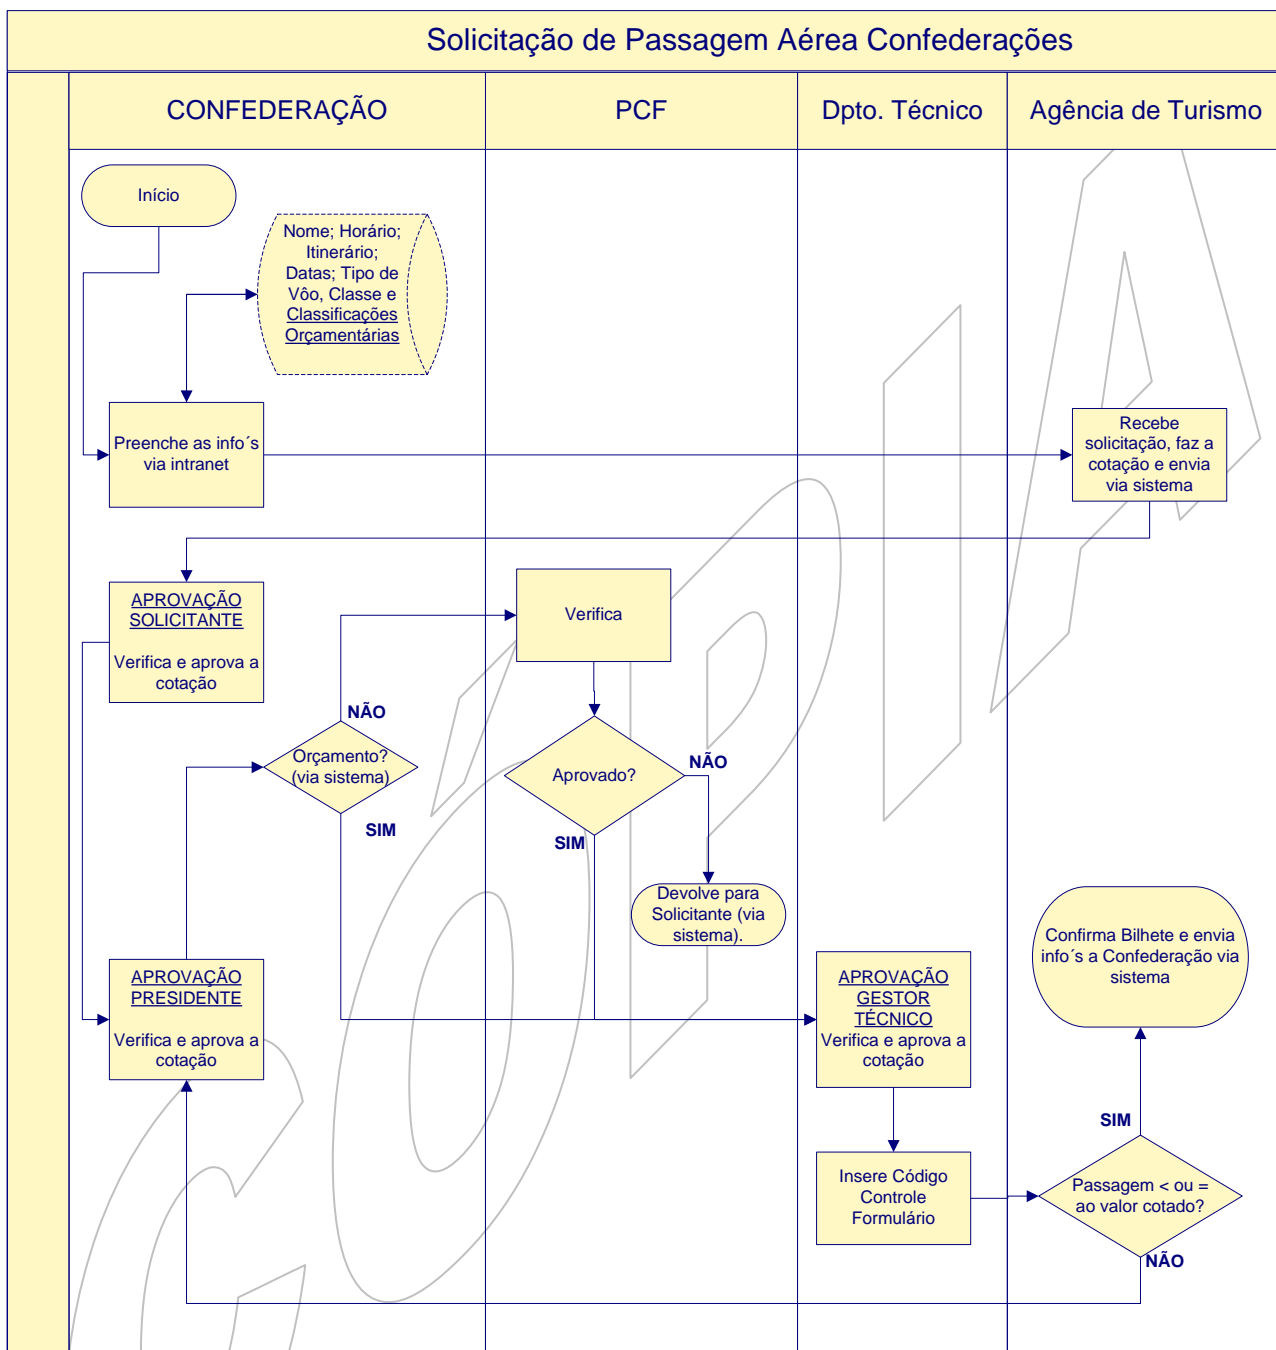 Solicitação de Passagem Aérea Confederações
CONFEDERAÇÃO
PCF
Dpto. Técnico
Agência de Turismo
Início
Nome; Horário;
Itinerário;
Datas; Tipo de
Vôo, Classe e
Classificações
Orçamentárias
Preenche as info´s
via intranet
Recebe
solicitação, faz a
cotação e envia
via sistema
APROVAÇÃO
SOLICITANTE
Verifica e aprova a
cotação
Verifica
NÃO
Orçamento?
(via sistema)
SIM
Aprovado?
NÃO
SIM
Devolve para
Solicitante (via
sistema).
APROVAÇÃO
PRESIDENTE
Verifica e aprova a
cotação
APROVAÇÃO
GESTOR
TÉCNICO
Verifica e aprova a
cotação
Confirma Bilhete e envia
info´s a Confederação via
sistema
SIM
Insere Código
Controle
Formulário
Passagem < ou =
ao valor cotado?
NÃO
CÓPIA